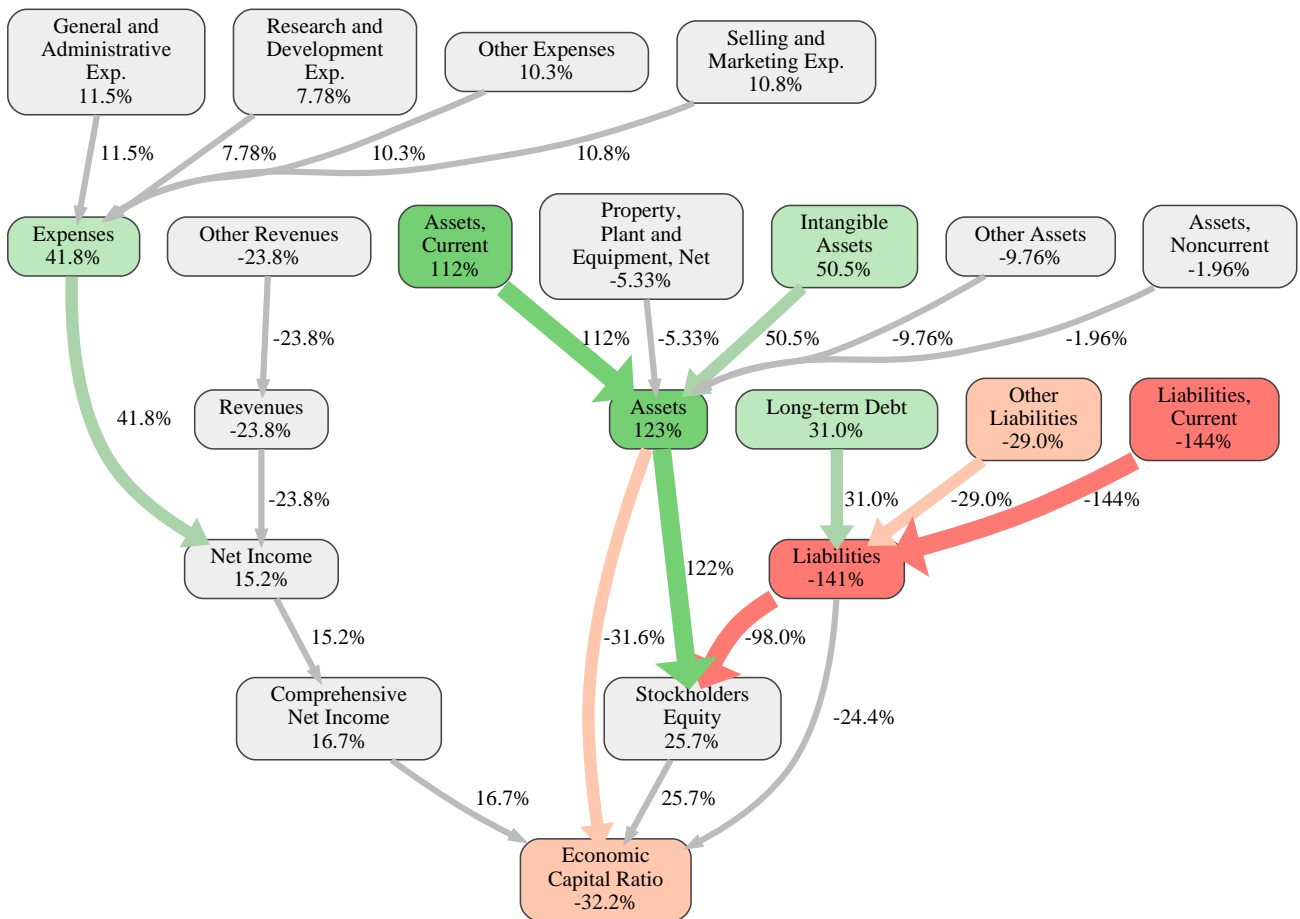 General and
Administrative
Exp.
11.5%
Research and
Development
Exp.
7.78%
Other Expenses
10.3%
Selling and
Marketing Exp.
10.8%
11.5%
7.78%
10.3%
10.8%
Expenses
41.8%
Other Revenues
-23.8%
Assets,
Current
112%
Property,
Plant and
Equipment, Net
-5.33%
Intangible
Assets
50.5%
Other Assets
-9.76%
Assets,
Noncurrent
-1.96%
-23.8%
112%
-5.33%
50.5%
-9.76%
-1.96%
41.8%
Revenues
-23.8%
Assets
123%
Long-term Debt
31.0%
Other
Liabilities
-29.0%
Liabilities,
Current
-144%
-23.8%
31.0%
-29.0%
-144%
Net Income
15.2%
122%
Liabilities
-141%
15.2%
-31.6%
-98.0%
Comprehensive
Net Income
16.7%
Stockholders
Equity
25.7%
-24.4%
16.7%
25.7%
Economic
Capital Ratio
-32.2%